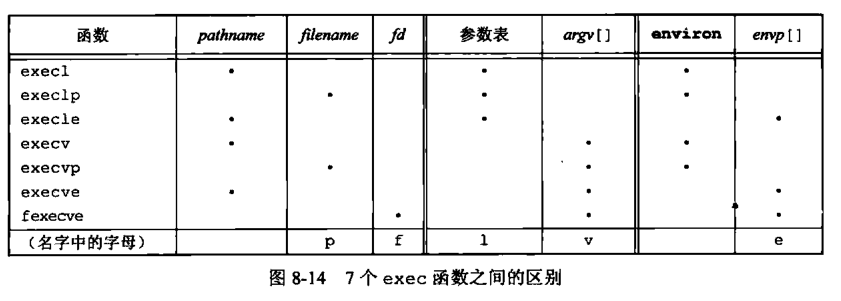 函数 pathname filename fd 参数表 argv[] environ envp[]
execl • • •
execlp • • •
execle • • •
execv • • •
execvp • • •
execve • • •
fexecve • • •
（名字中的字母） p f l v e
图 8-14 7 个 exec 函数之间的区别